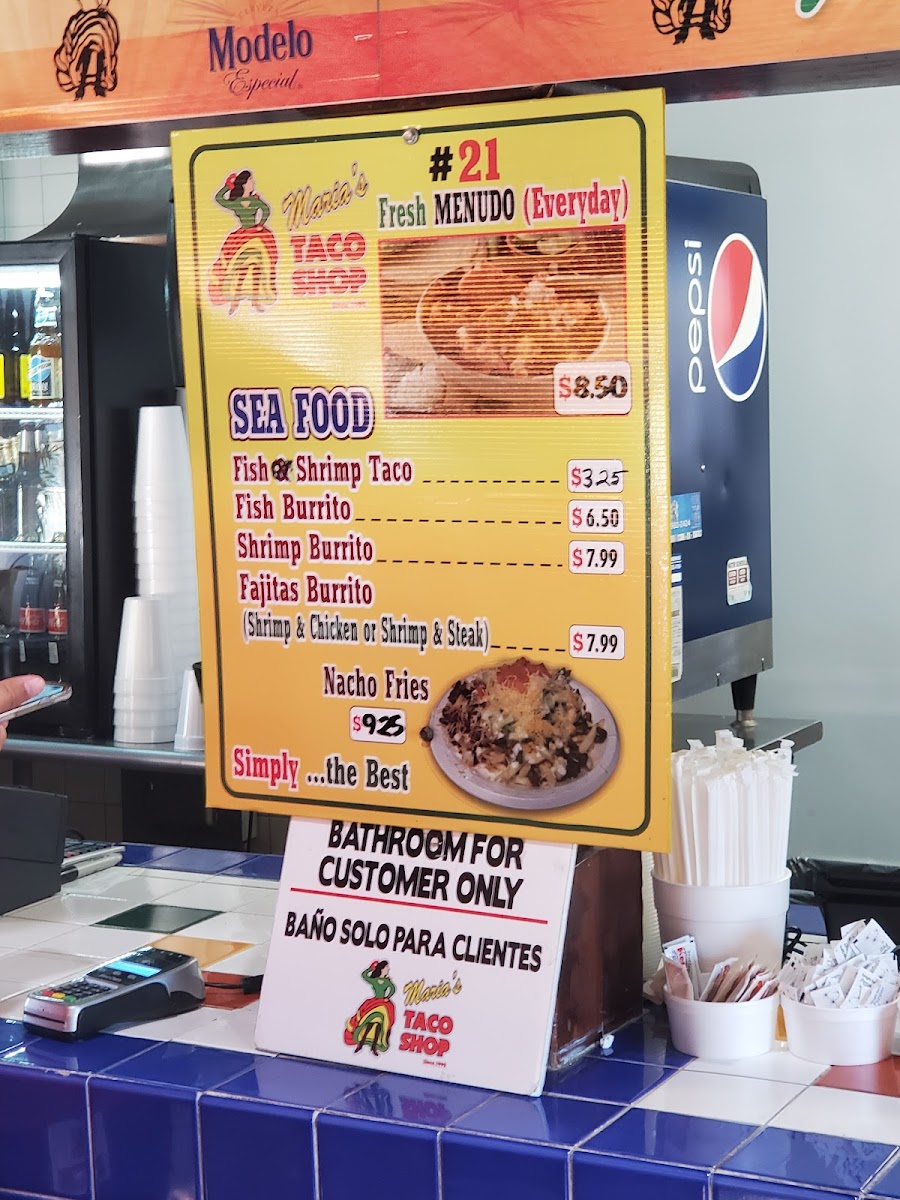 Modelo
Especial
#21
Maria's
TACO
SHOP
Fresh MENUDO (Everyday)
$8.50
SEA FOOD
Fish or Shrimp Taco $3.25
Fish Burrito $6.50
Shrimp Burrito $7.99
Fajitas Burrito
(Shrimp & Chicken or Shrimp & Steak) $7.99
Nacho Fries
$9.25
Simply ...the Best
pepsi
BATHROOM FOR
CUSTOMER ONLY
BAÑO SOLO PARA CLIENTES
Maria's
TACO
SHOP